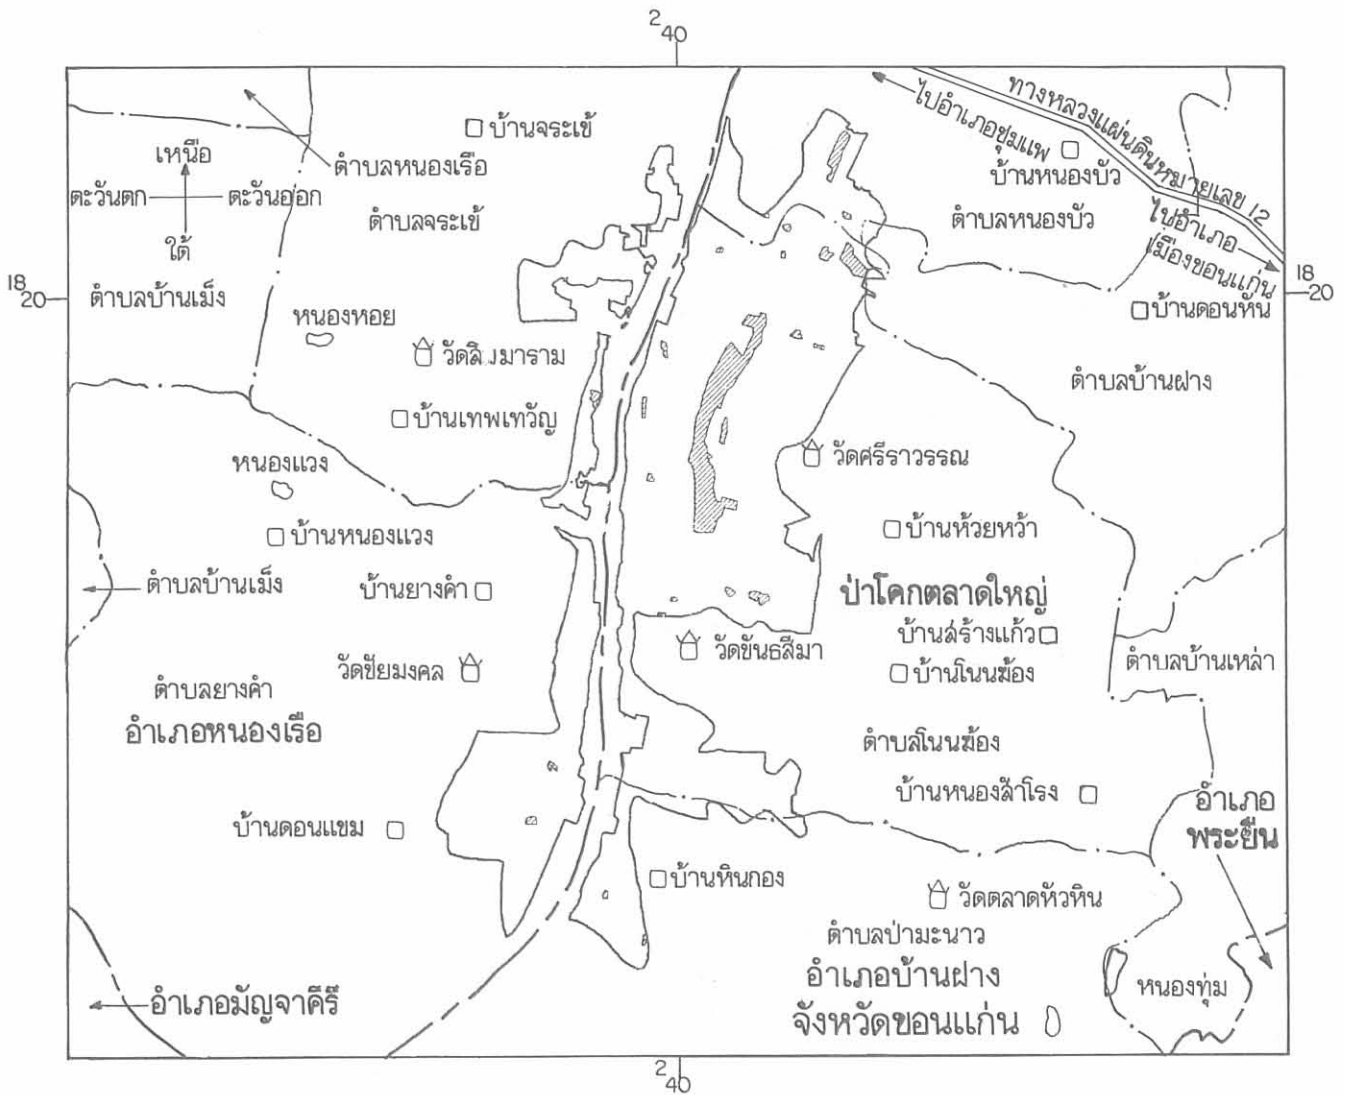 2 40
ทางหลวงแผ่นดินหมายเลข 12
ไปอำเภอชุมแพ
บ้านจระเข้
เหนือ
ตำบลหนองเรือ
บ้านหนองบัว
ตะวันตก
ตะวันออก
ตำบลจระเข้
ตำบลหนองบัว
ไปอำเภอ
เมืองขอนแก่น
ใต้
18 20
ตำบลบ้านเม็ง
18 20
บ้านดอนหัน
หนองหอย
วัดสิมมาราม
ตำบลบ้านฝาง
บ้านเทพเทวัญ
หนองแวง
วัดศรีราวรรณ
บ้านหนองแวง
บ้านห้วยหว้า
ตำบลบ้านเม็ง
บ้านยางคำ
ป่าโคกตลาดใหญ่
บ้านสร้างแก้ว
วัดขันธสีมา
วัดชัยมงคล
บ้านโนนฆ้อง
ตำบลบ้านเหล่า
ตำบลยางคำ
อำเภอหนองเรือ
ตำบลโนนฆ้อง
บ้านหนองสำโรง
อำเภอ
พระยืน
บ้านดอนแขม
บ้านหินกอง
วัดตลาดหัวหิน
ตำบลป่ามะนาว
อำเภอบ้านฝาง
หนองทุ่ม
อำเภอมัญจาคีรี
จังหวัดขอนแก่น
2 40